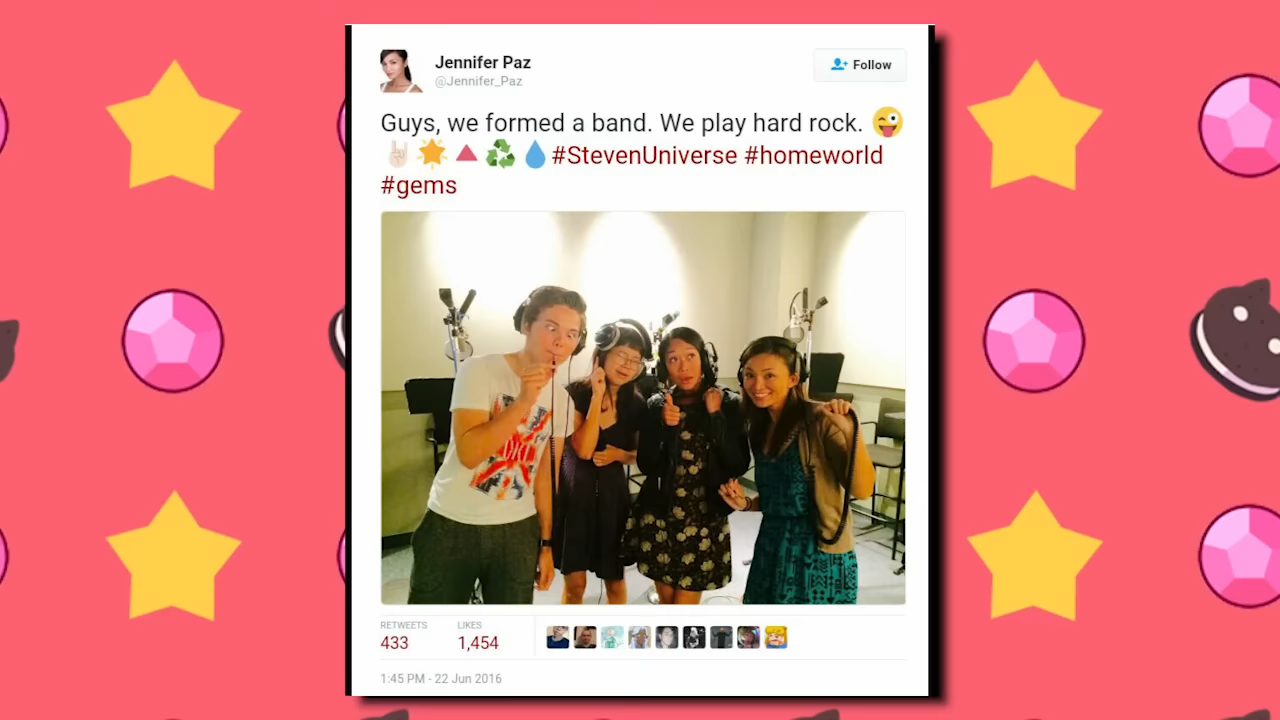 Jennifer Paz
@Jennifer_Paz
Follow
Guys, we formed a band. We play hard rock. 😜
🤘🏻🌟🔺♻💧#StevenUniverse #homeworld
#gems
RETWEETS
LIKES
433
1,454
1:45 PM - 22 Jun 2016